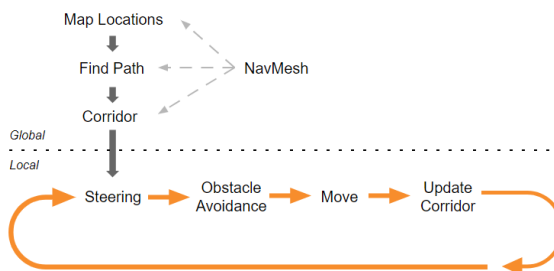 Map Locations
Find Path
NavMesh
Corridor
Global
Local
Steering
Obstacle
Avoidance
Move
Update
Corridor